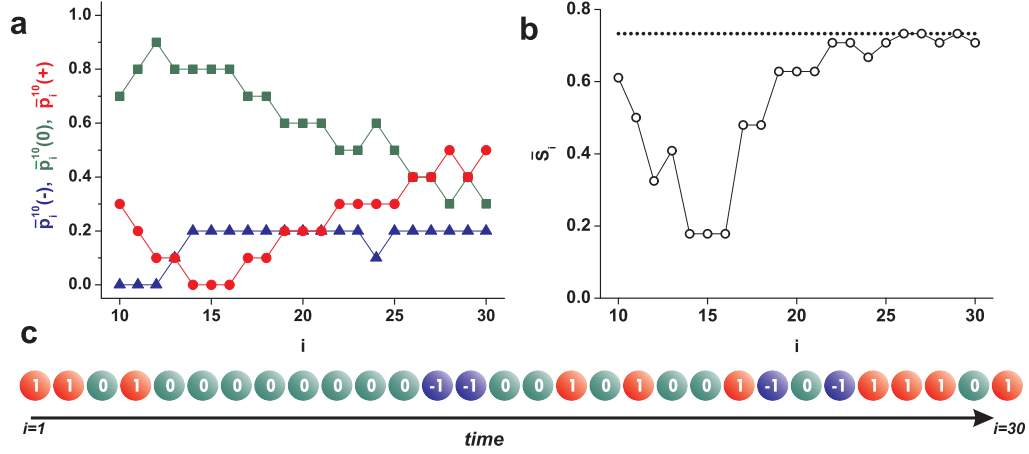 a
p̄ᵢ¹⁰(-), p̄ᵢ¹⁰(0), p̄ᵢ¹⁰(+)
1.0
0.8
0.6
0.4
0.2
0.0
10 15 20 25 30
i
b
S̄ᵢ
0.8
0.6
0.4
0.2
0.0
10 15 20 25 30
i
c
1 1 0 1 0 0 0 0 0 0 0 0 -1 -1 0 0 1 0 1 0 0 1 -1 0 -1 1 1 1 0 1
i=1 i=30
time